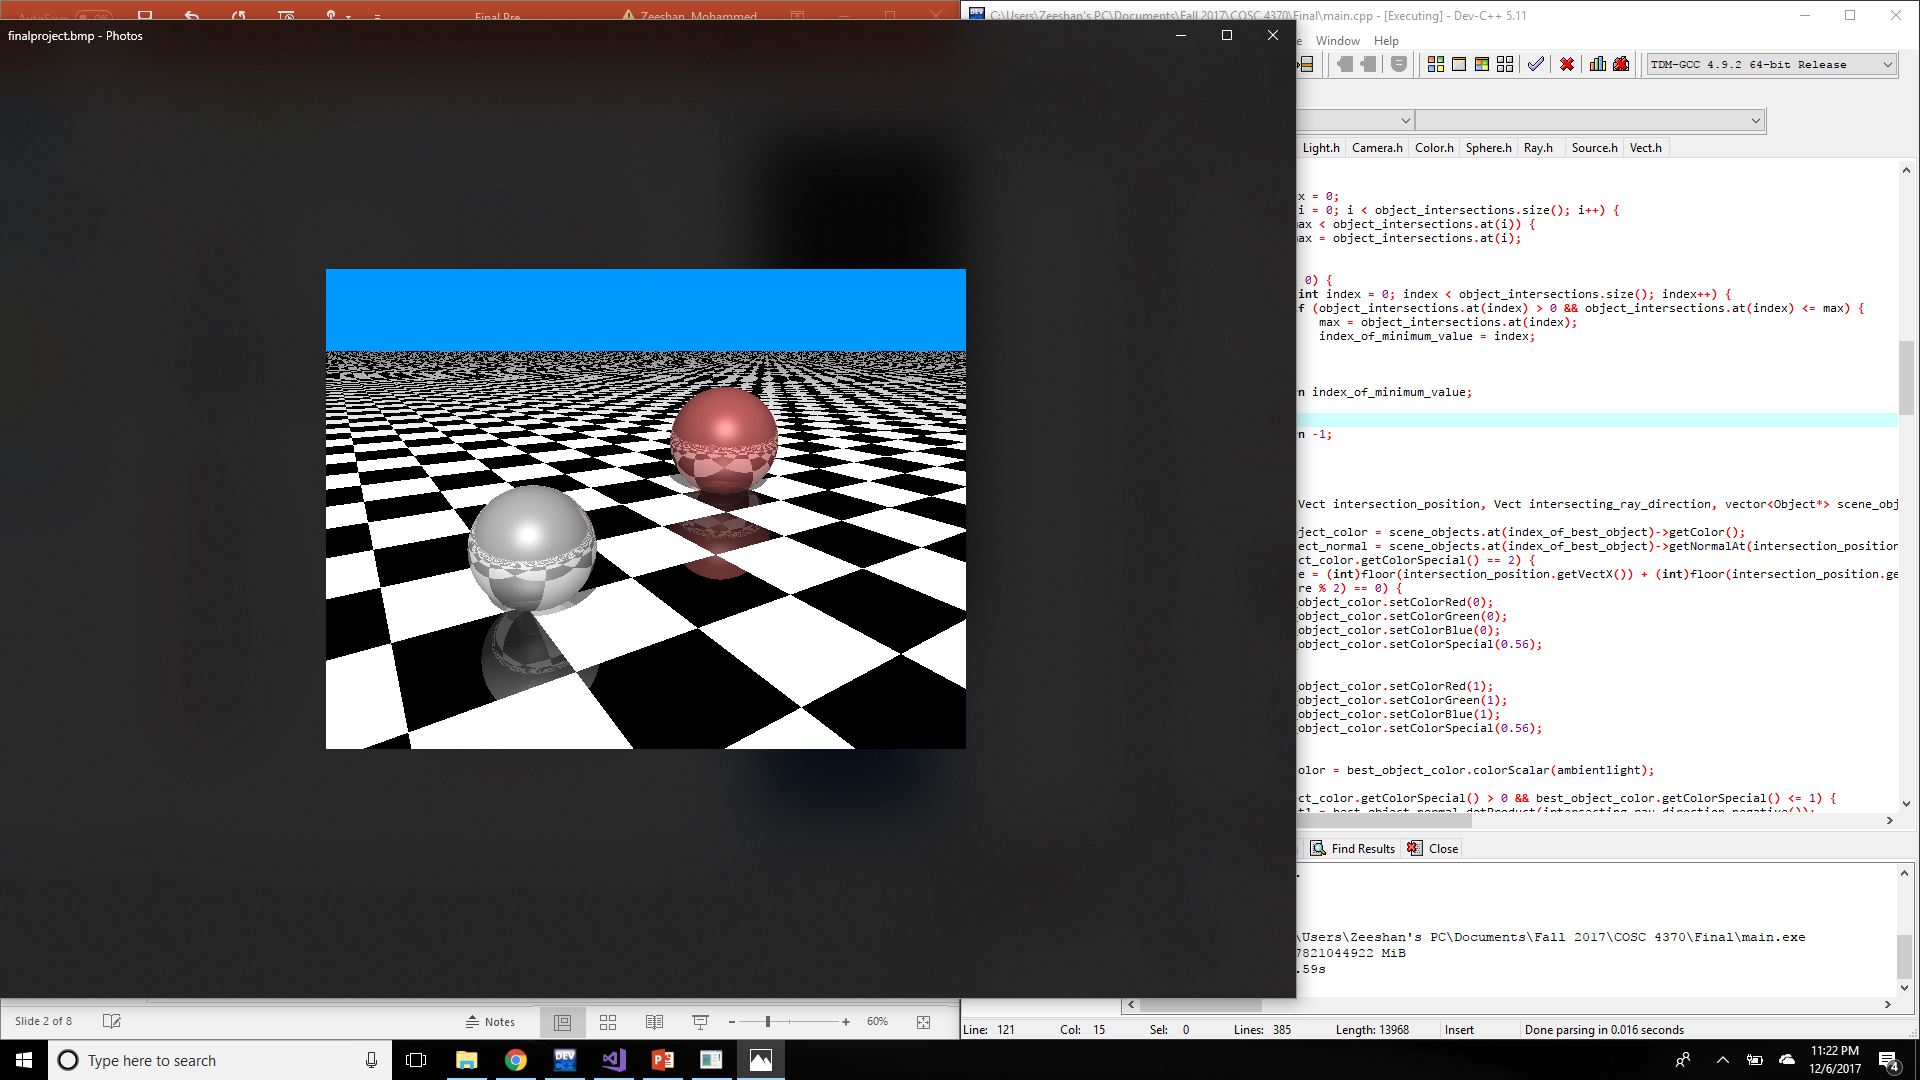 AutoSave Off Final Pre Zeeshan, Mohammed
finalproject.bmp - Photos
C:\Users\Zeeshan's PC\Documents\Fall 2017\COSC 4370\Final\main.cpp - [Executing] - Dev-C++ 5.11
Window Help
TDM-GCC 4.9.2 64-bit Release
Light.h Camera.h Color.h Sphere.h Ray.h Source.h Vect.h
x = 0;
i = 0; i < object_intersections.size(); i++) {
ax < object_intersections.at(i)) {
ax = object_intersections.at(i);
0) {
int index = 0; index < object_intersections.size(); index++) {
f (object_intersections.at(index) > 0 && object_intersections.at(index) <= max) {
max = object_intersections.at(index);
index_of_minimum_value = index;
n index_of_minimum_value;
n -1;
Vect intersection_position, Vect intersecting_ray_direction, vector<Object*> scene_obj
ject_color = scene_objects.at(index_of_best_object)->getColor();
ect_normal = scene_objects.at(index_of_best_object)->getNormalAt(intersection_position
ct_color.getColorSpecial() == 2) {
e = (int)floor(intersection_position.getVectX()) + (int)floor(intersection_position.ge
re % 2) == 0) {
object_color.setColorRed(0);
object_color.setColorGreen(0);
object_color.setColorBlue(0);
object_color.setColorSpecial(0.56);
object_color.setColorRed(1);
object_color.setColorGreen(1);
object_color.setColorBlue(1);
object_color.setColorSpecial(0.56);
olor = best_object_color.colorScalar(ambientlight);
ct_color.getColorSpecial() > 0 && best_object_color.getColorSpecial() <= 1) {
t1 = best_object_normal.dotProduct(intersecting_ray_direction.negative());
Find Results Close
\Users\Zeeshan's PC\Documents\Fall 2017\COSC 4370\Final\main.exe
7821044922 MiB
.59s
Slide 2 of 8 Notes 60%
Line: 121 Col: 15 Sel: 0 Lines: 385 Length: 13968 Insert Done parsing in 0.016 seconds
Type here to search
DEV
11:22 PM
12/6/2017
4